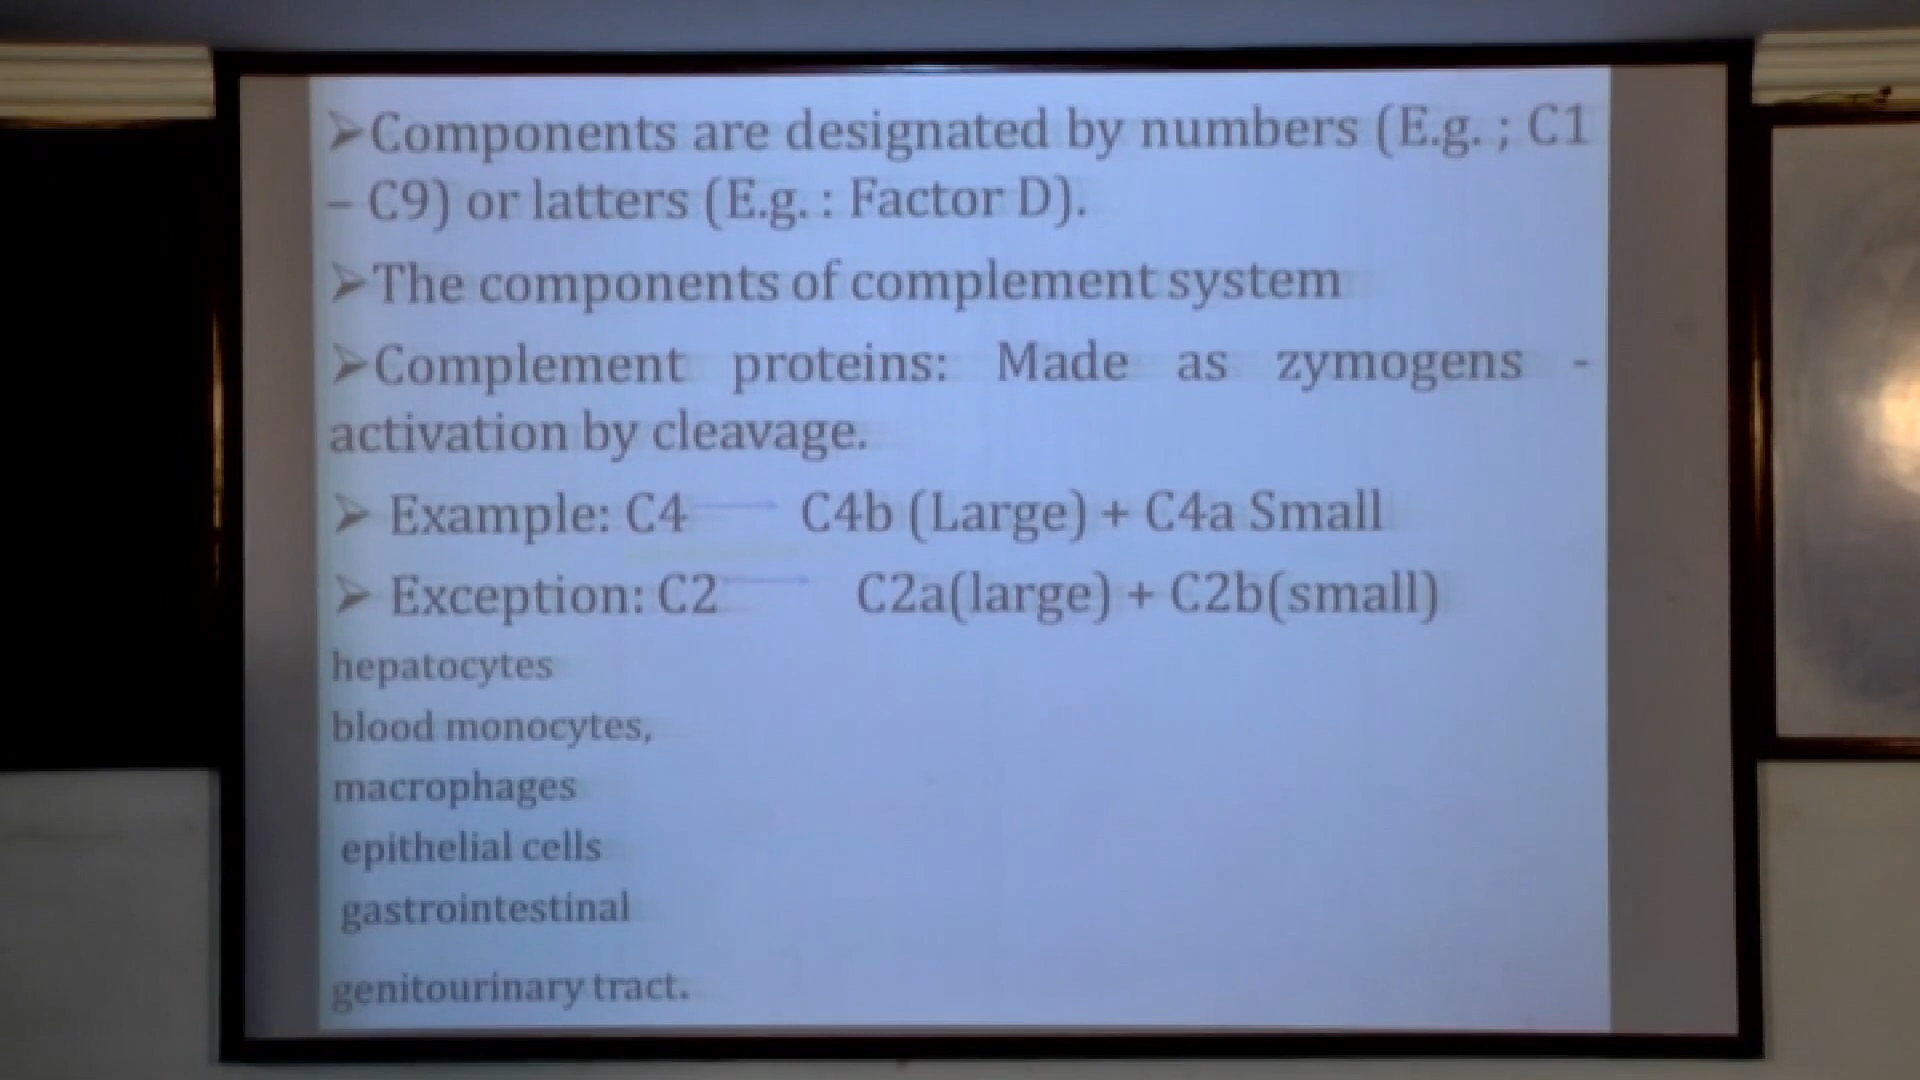 ➢Components are designated by numbers (E.g. ; C1
– C9) or latters (E.g. : Factor D).
➢The components of complement system
➢Complement proteins: Made as zymogens -
activation by cleavage.
➢ Example: C4 → C4b (Large) + C4a Small
➢ Exception: C2 → C2a(large) + C2b(small)
hepatocytes
blood monocytes,
macrophages
epithelial cells
gastrointestinal
genitourinary tract.